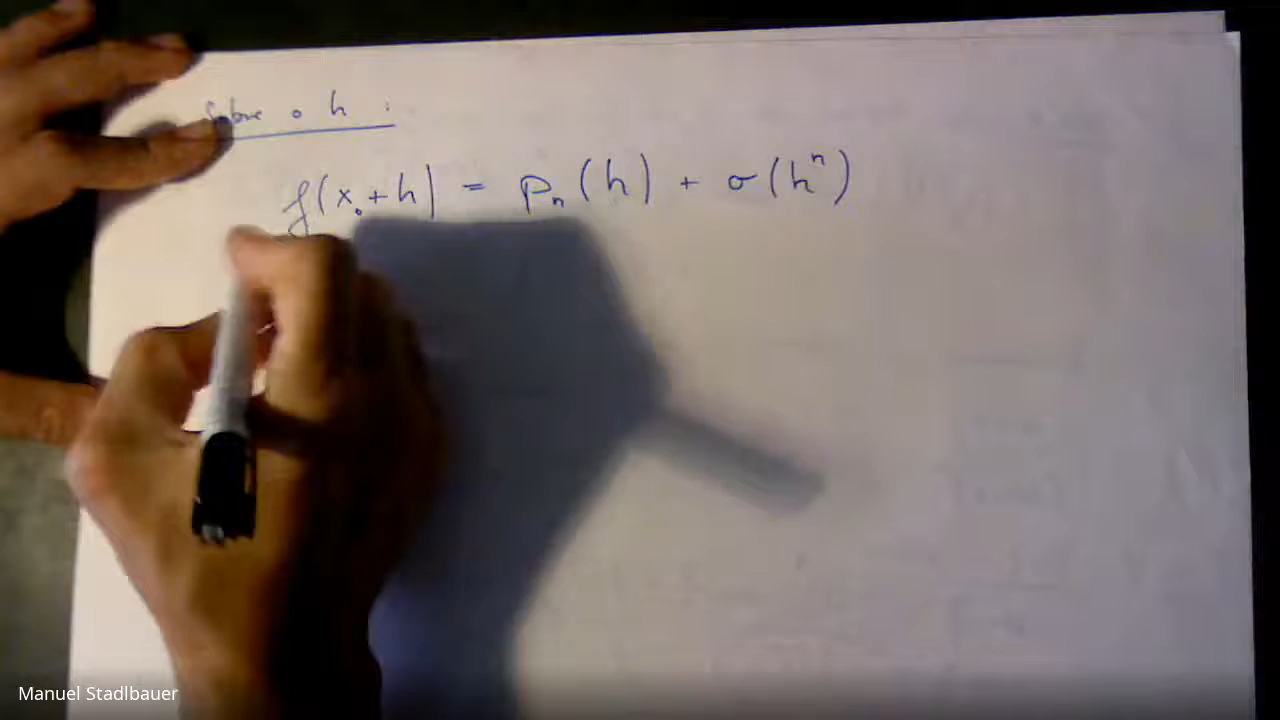 Sobre o h :
f(x₀+h) = pₙ(h) + σ(hⁿ)
Manuel Stadlbauer